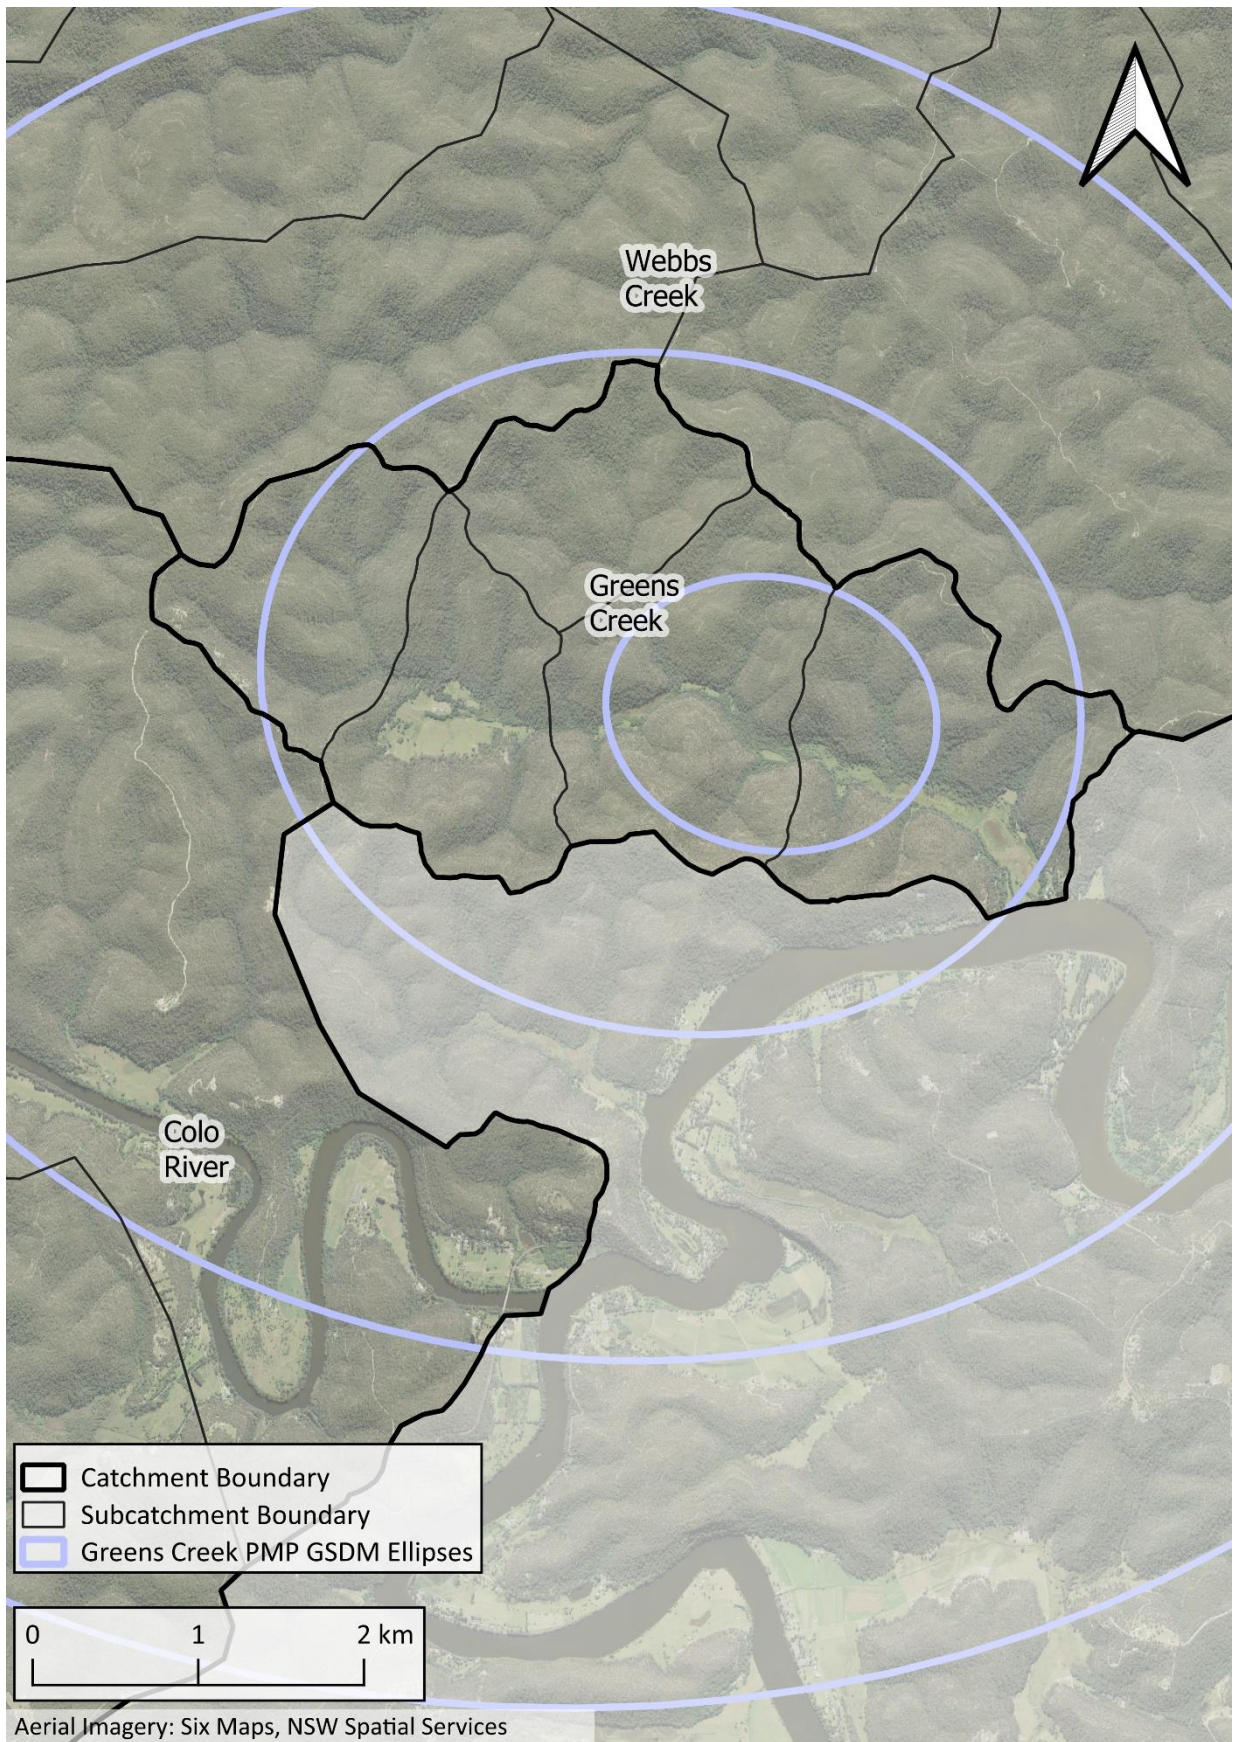 Webbs
Creek
Greens
Creek
Colo
River
Catchment Boundary
Subcatchment Boundary
Greens Creek PMP GSDM Ellipses
0 1 2 km
Aerial Imagery: Six Maps, NSW Spatial Services